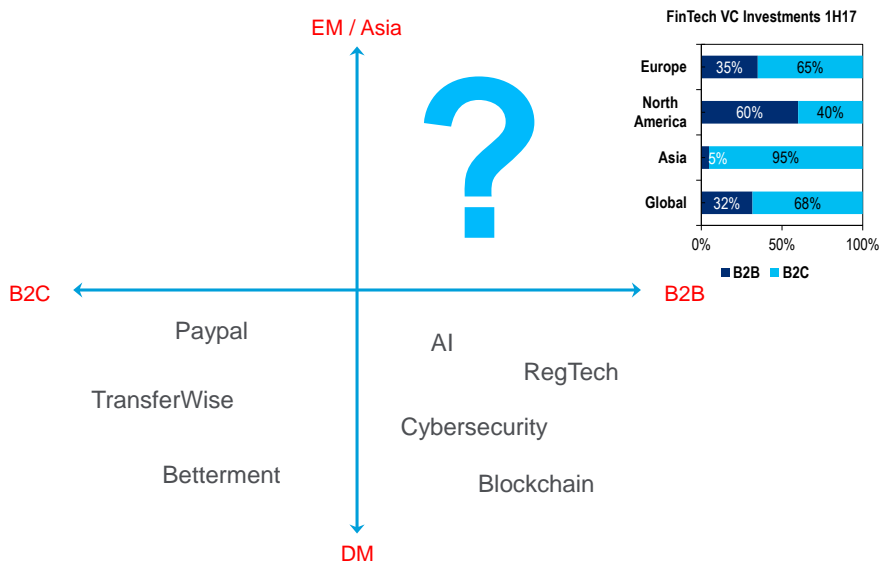 FinTech VC Investments 1H17
EM / Asia
?
Europe
35%
65%
North
America
60%
40%
Asia
5%
95%
Global
32%
68%
0%
50%
100%
B2B
B2C
B2C
B2B
Paypal
AI
RegTech
TransferWise
Cybersecurity
Betterment
Blockchain
DM